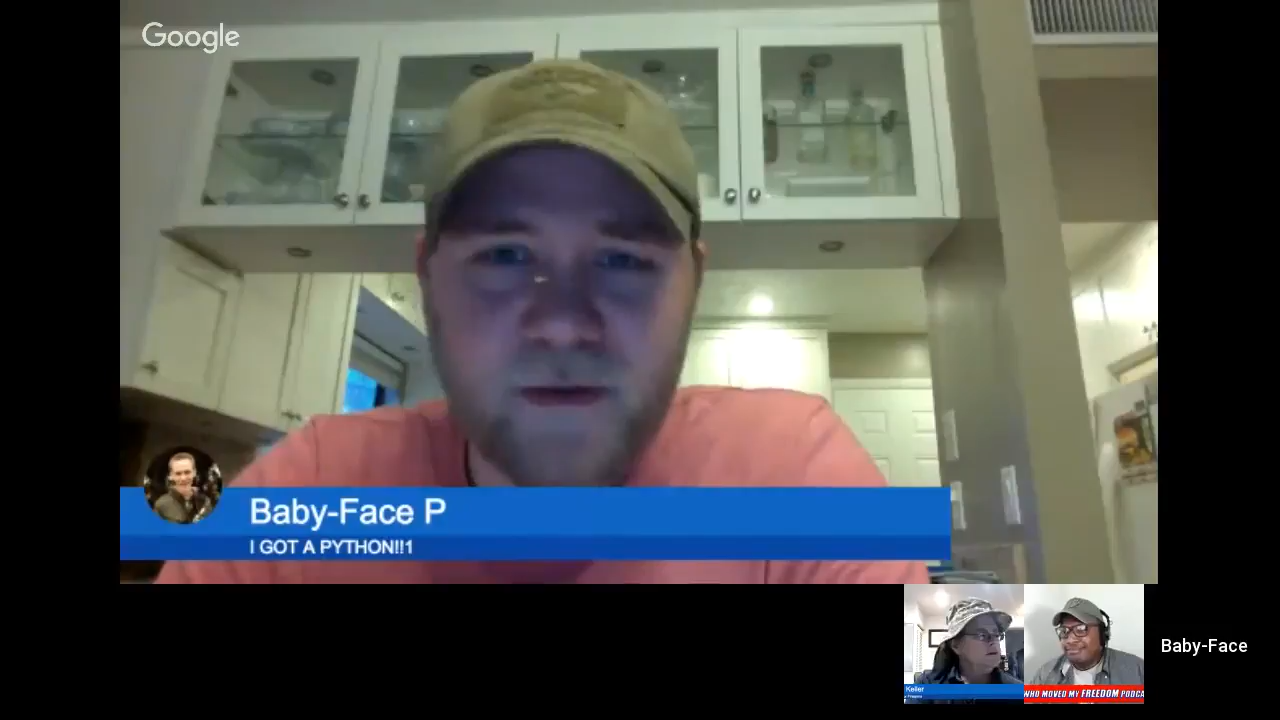 Google
Baby-Face P
I GOT A PYTHON!!1
Keller
WHO MOVED MY FREEDOM PODCA
Baby-Face